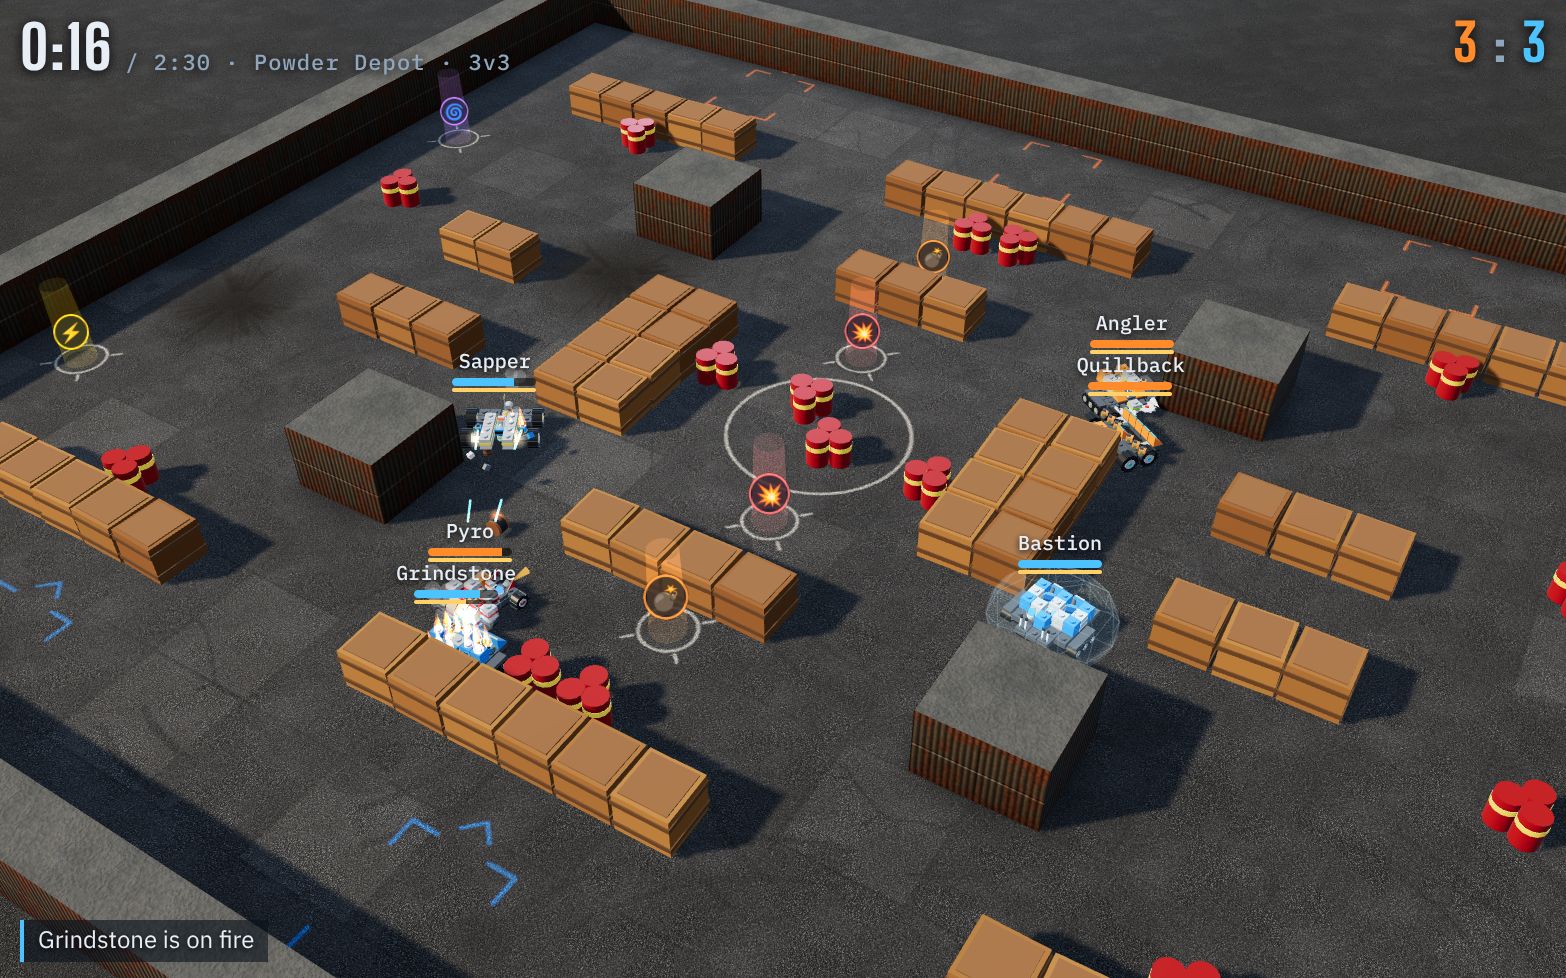 0:16 / 2:30 · Powder Depot · 3v3
3 : 3
Angler
Sapper
Quillback
Pyro
Bastion
Grindstone
Grindstone is on fire